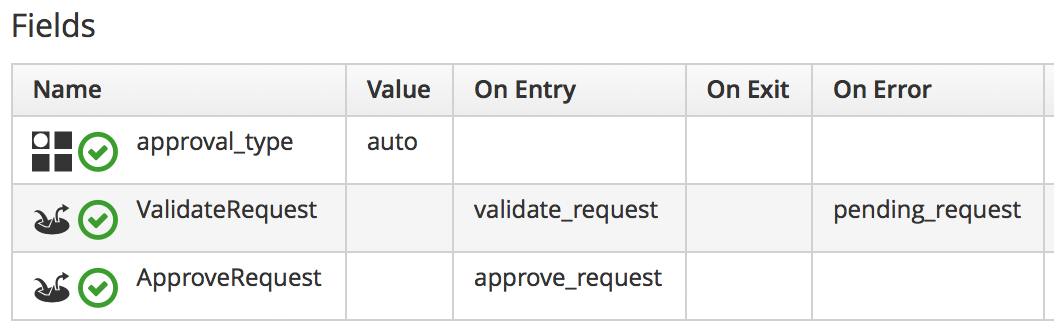 Fields
Name Value On Entry On Exit On Error
approval_type auto
ValidateRequest validate_request pending_request
ApproveRequest approve_request